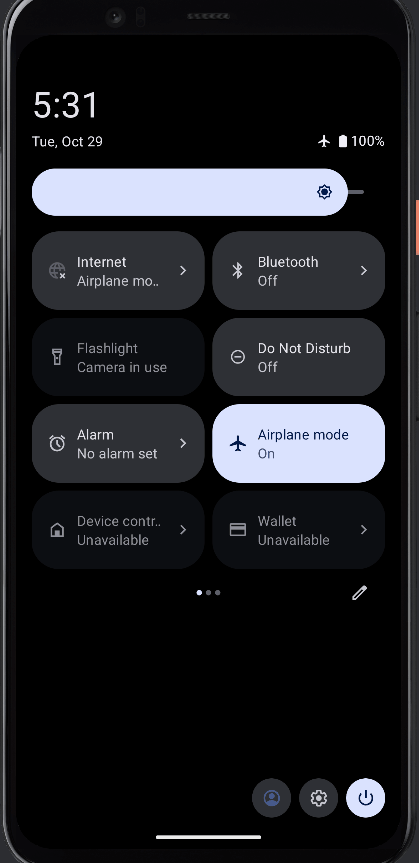 5:31
Tue, Oct 29
100%
Internet
Airplane mo..
Bluetooth
Off
Flashlight
Camera in use
Do Not Disturb
Off
Alarm
No alarm set
Airplane mode
On
Device contr..
Unavailable
Wallet
Unavailable